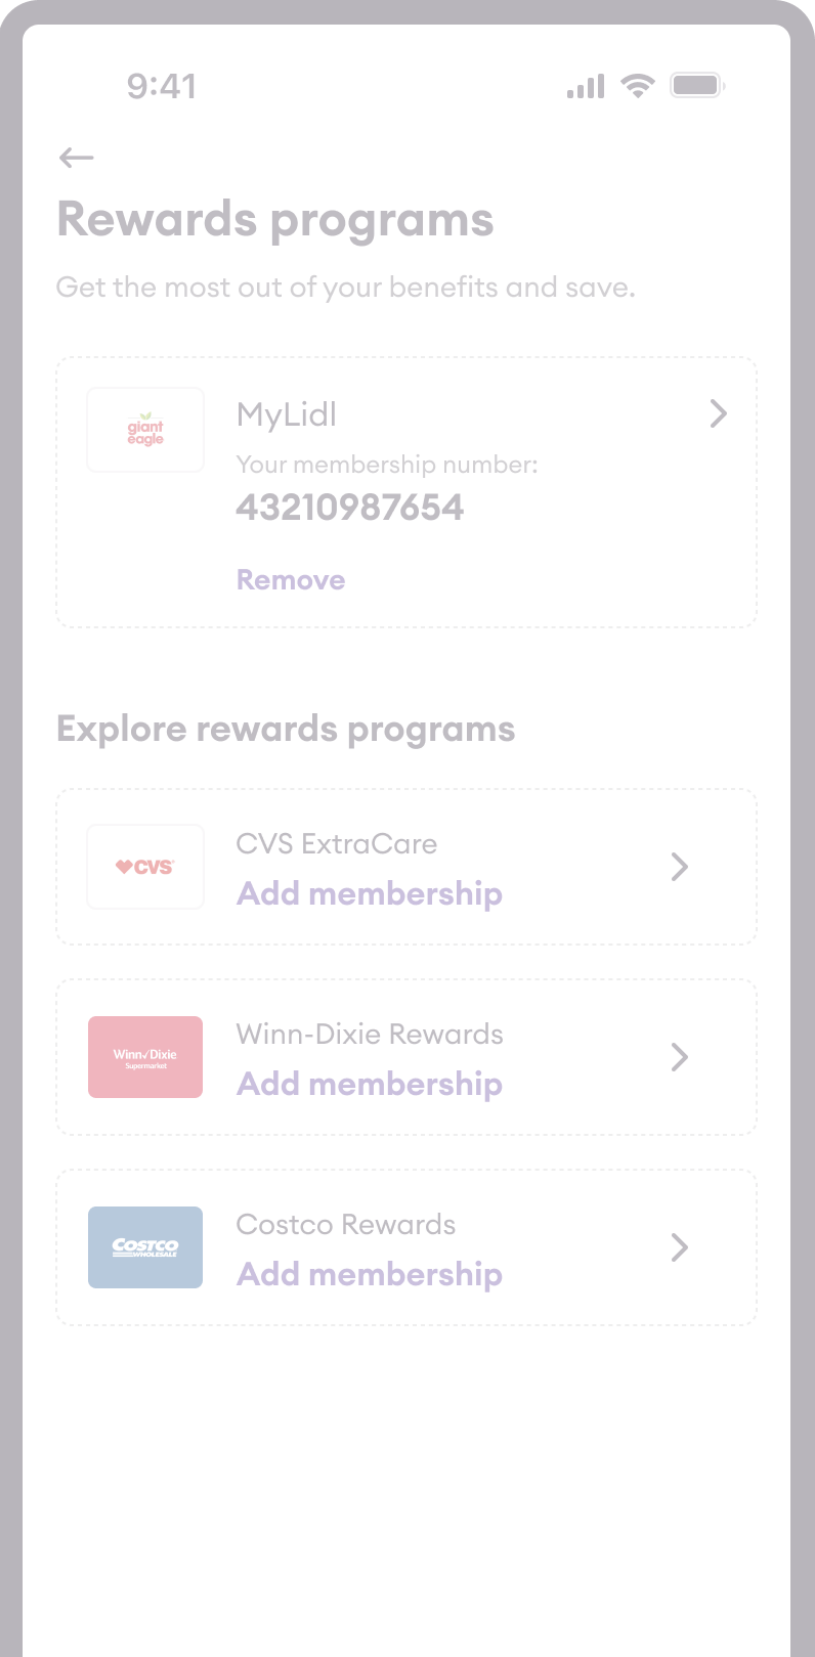 9:41
Rewards programs
Get the most out of your benefits and save.
giant
eagle
MyLidl
Your membership number:
43210987654
Remove
Explore rewards programs
CVS
CVS ExtraCare
Add membership
Winn✓Dixie
Supermarket
Winn-Dixie Rewards
Add membership
COSTCO
WHOLESALE
Costco Rewards
Add membership